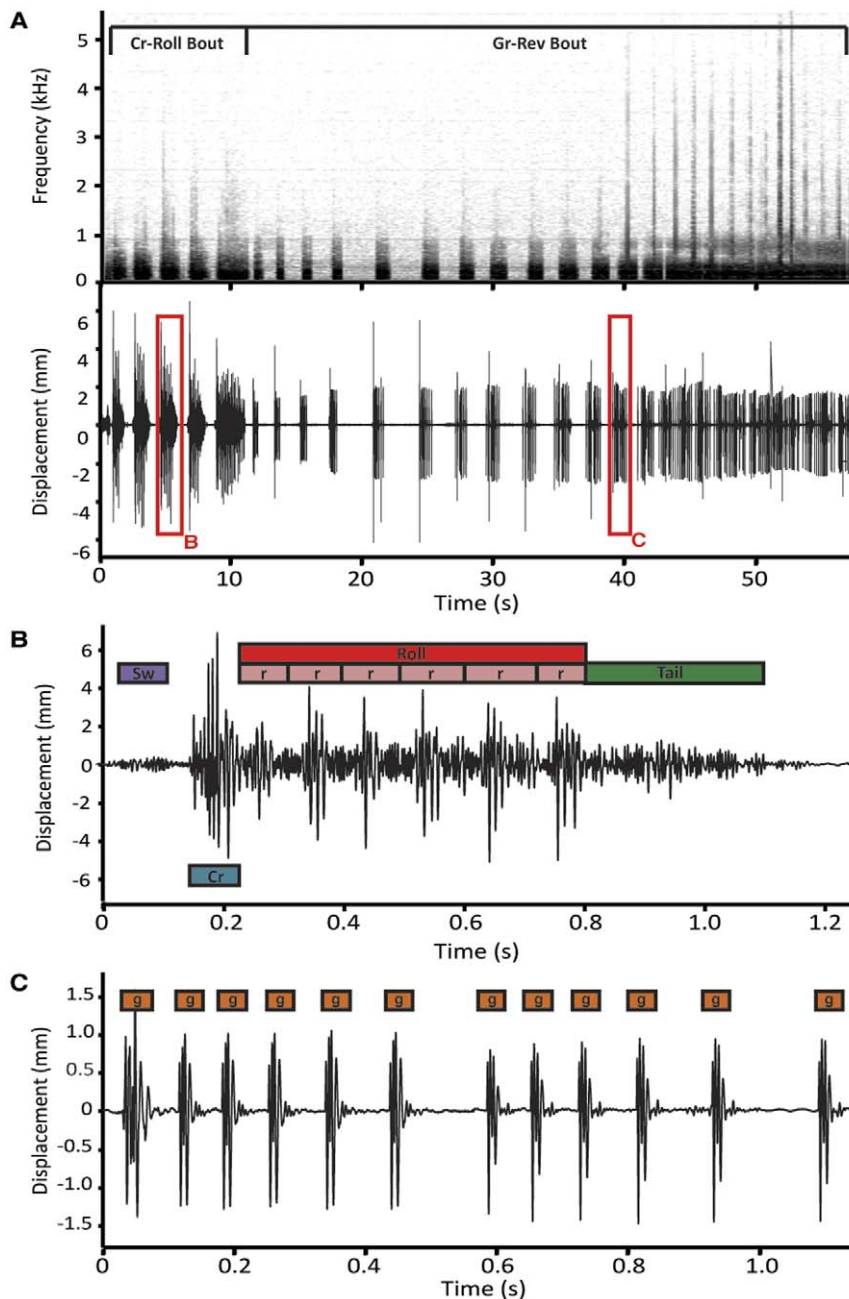 A
Cr-Roll Bout Gr-Rev Bout
Frequency (kHz)
5
4
3
2
1
0
Displacement (mm)
6
4
2
0
-2
-4
-6
B
C
0 10 20 30 40 50
Time (s)
B
Displacement (mm)
6
4
2
0
-2
-4
-6
Roll
Sw r r r r r r Tail
Cr
0 0.2 0.4 0.6 0.8 1.0 1.2
Time (s)
C
Displacement (mm)
1.5
1.0
0.5
0
-0.5
-1.0
-1.5
g g g g g g g g g g g g
0 0.2 0.4 0.6 0.8 1.0
Time (s)